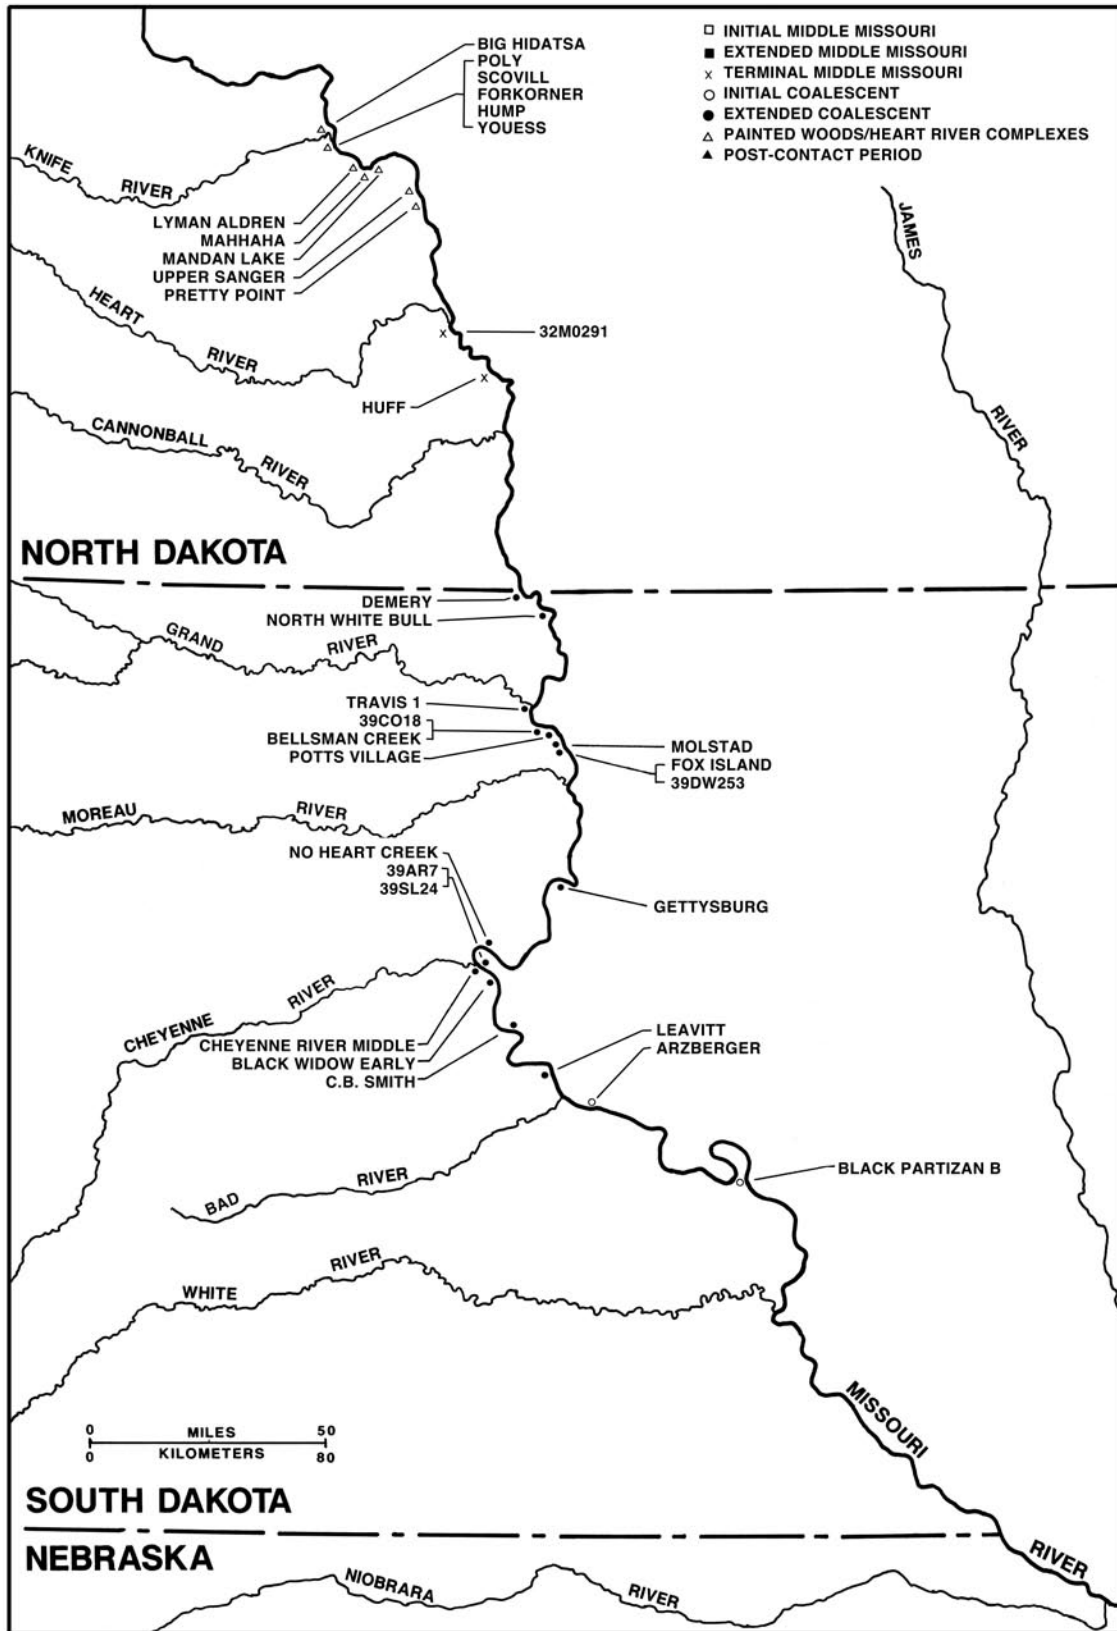 BIG HIDATSA
POLY
SCOVILL
FORKORNER
HUMP
YOUESS
INITIAL MIDDLE MISSOURI
EXTENDED MIDDLE MISSOURI
TERMINAL MIDDLE MISSOURI
INITIAL COALESCENT
EXTENDED COALESCENT
PAINTED WOODS/HEART RIVER COMPLEXES
POST-CONTACT PERIOD
KNIFE RIVER
LYMAN ALDREN
MAHHAHA
MANDAN LAKE
UPPER SANGER
PRETTY POINT
JAMES RIVER
HEART RIVER
32M0291
HUFF
CANNONBALL RIVER
NORTH DAKOTA
DEMERY
NORTH WHITE BULL
GRAND RIVER
TRAVIS 1
39CO18
BELLSMAN CREEK
POTTS VILLAGE
MOLSTAD
FOX ISLAND
39DW253
MOREAU RIVER
NO HEART CREEK
39AR7
39SL24
GETTYSBURG
CHEYENNE RIVER
CHEYENNE RIVER MIDDLE
BLACK WIDOW EARLY
C.B. SMITH
LEAVITT
ARZBERGER
BAD RIVER
BLACK PARTIZAN B
WHITE RIVER
MISSOURI RIVER
0 MILES 50
0 KILOMETERS 80
SOUTH DAKOTA
NEBRASKA
NIOBRARA RIVER